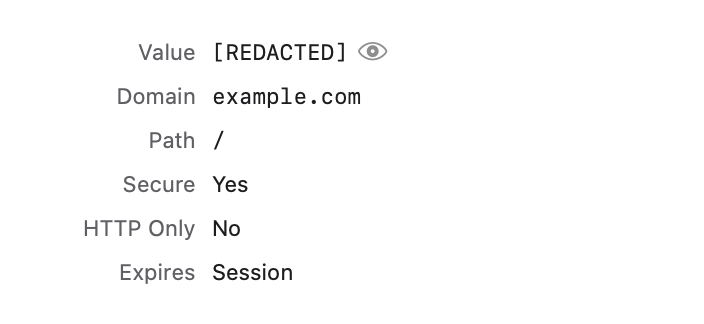 Value [REDACTED]
Domain example.com
Path /
Secure Yes
HTTP Only No
Expires Session